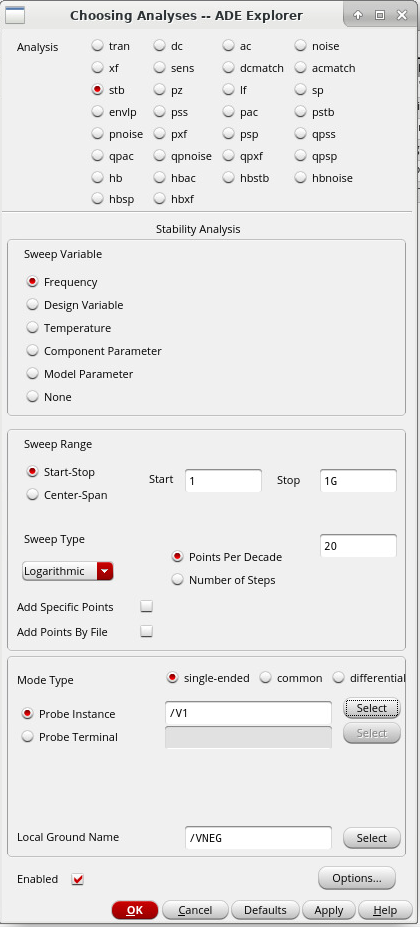 Choosing Analyses -- ADE Explorer
Analysis tran dc ac noise
xf sens dcmatch acmatch
stb pz lf sp
envlp pss pac pstb
pnoise pxf psp qpss
qpac qpnoise qpxf qpsp
hb hbac hbstb hbnoise
hbsp hbxf
Stability Analysis
Sweep Variable
Frequency
Design Variable
Temperature
Component Parameter
Model Parameter
None
Sweep Range
Start-Stop Start 1 Stop 1G
Center-Span
Sweep Type 20
Logarithmic Points Per Decade
Number of Steps
Add Specific Points
Add Points By File
Mode Type single-ended common differential
Probe Instance /V1 Select
Probe Terminal Select
Local Ground Name /VNEG Select
Enabled Options...
OK Cancel Defaults Apply Help